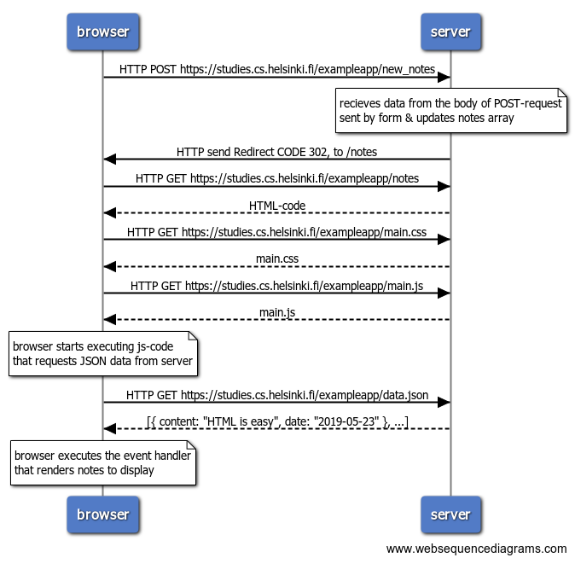 browser
server
HTTP POST https://studies.cs.helsinki.fi/exampleapp/new_notes
recieves data from the body of POST-request
sent by form & updates notes array
HTTP send Redirect CODE 302, to /notes
HTTP GET https://studies.cs.helsinki.fi/exampleapp/notes
HTML-code
HTTP GET https://studies.cs.helsinki.fi/exampleapp/main.css
main.css
HTTP GET https://studies.cs.helsinki.fi/exampleapp/main.js
main.js
browser starts executing js-code
that requests JSON data from server
HTTP GET https://studies.cs.helsinki.fi/exampleapp/data.json
[{ content: "HTML is easy", date: "2019-05-23" }, ...]
browser executes the event handler
that renders notes to display
browser
server
www.websequencediagrams.com